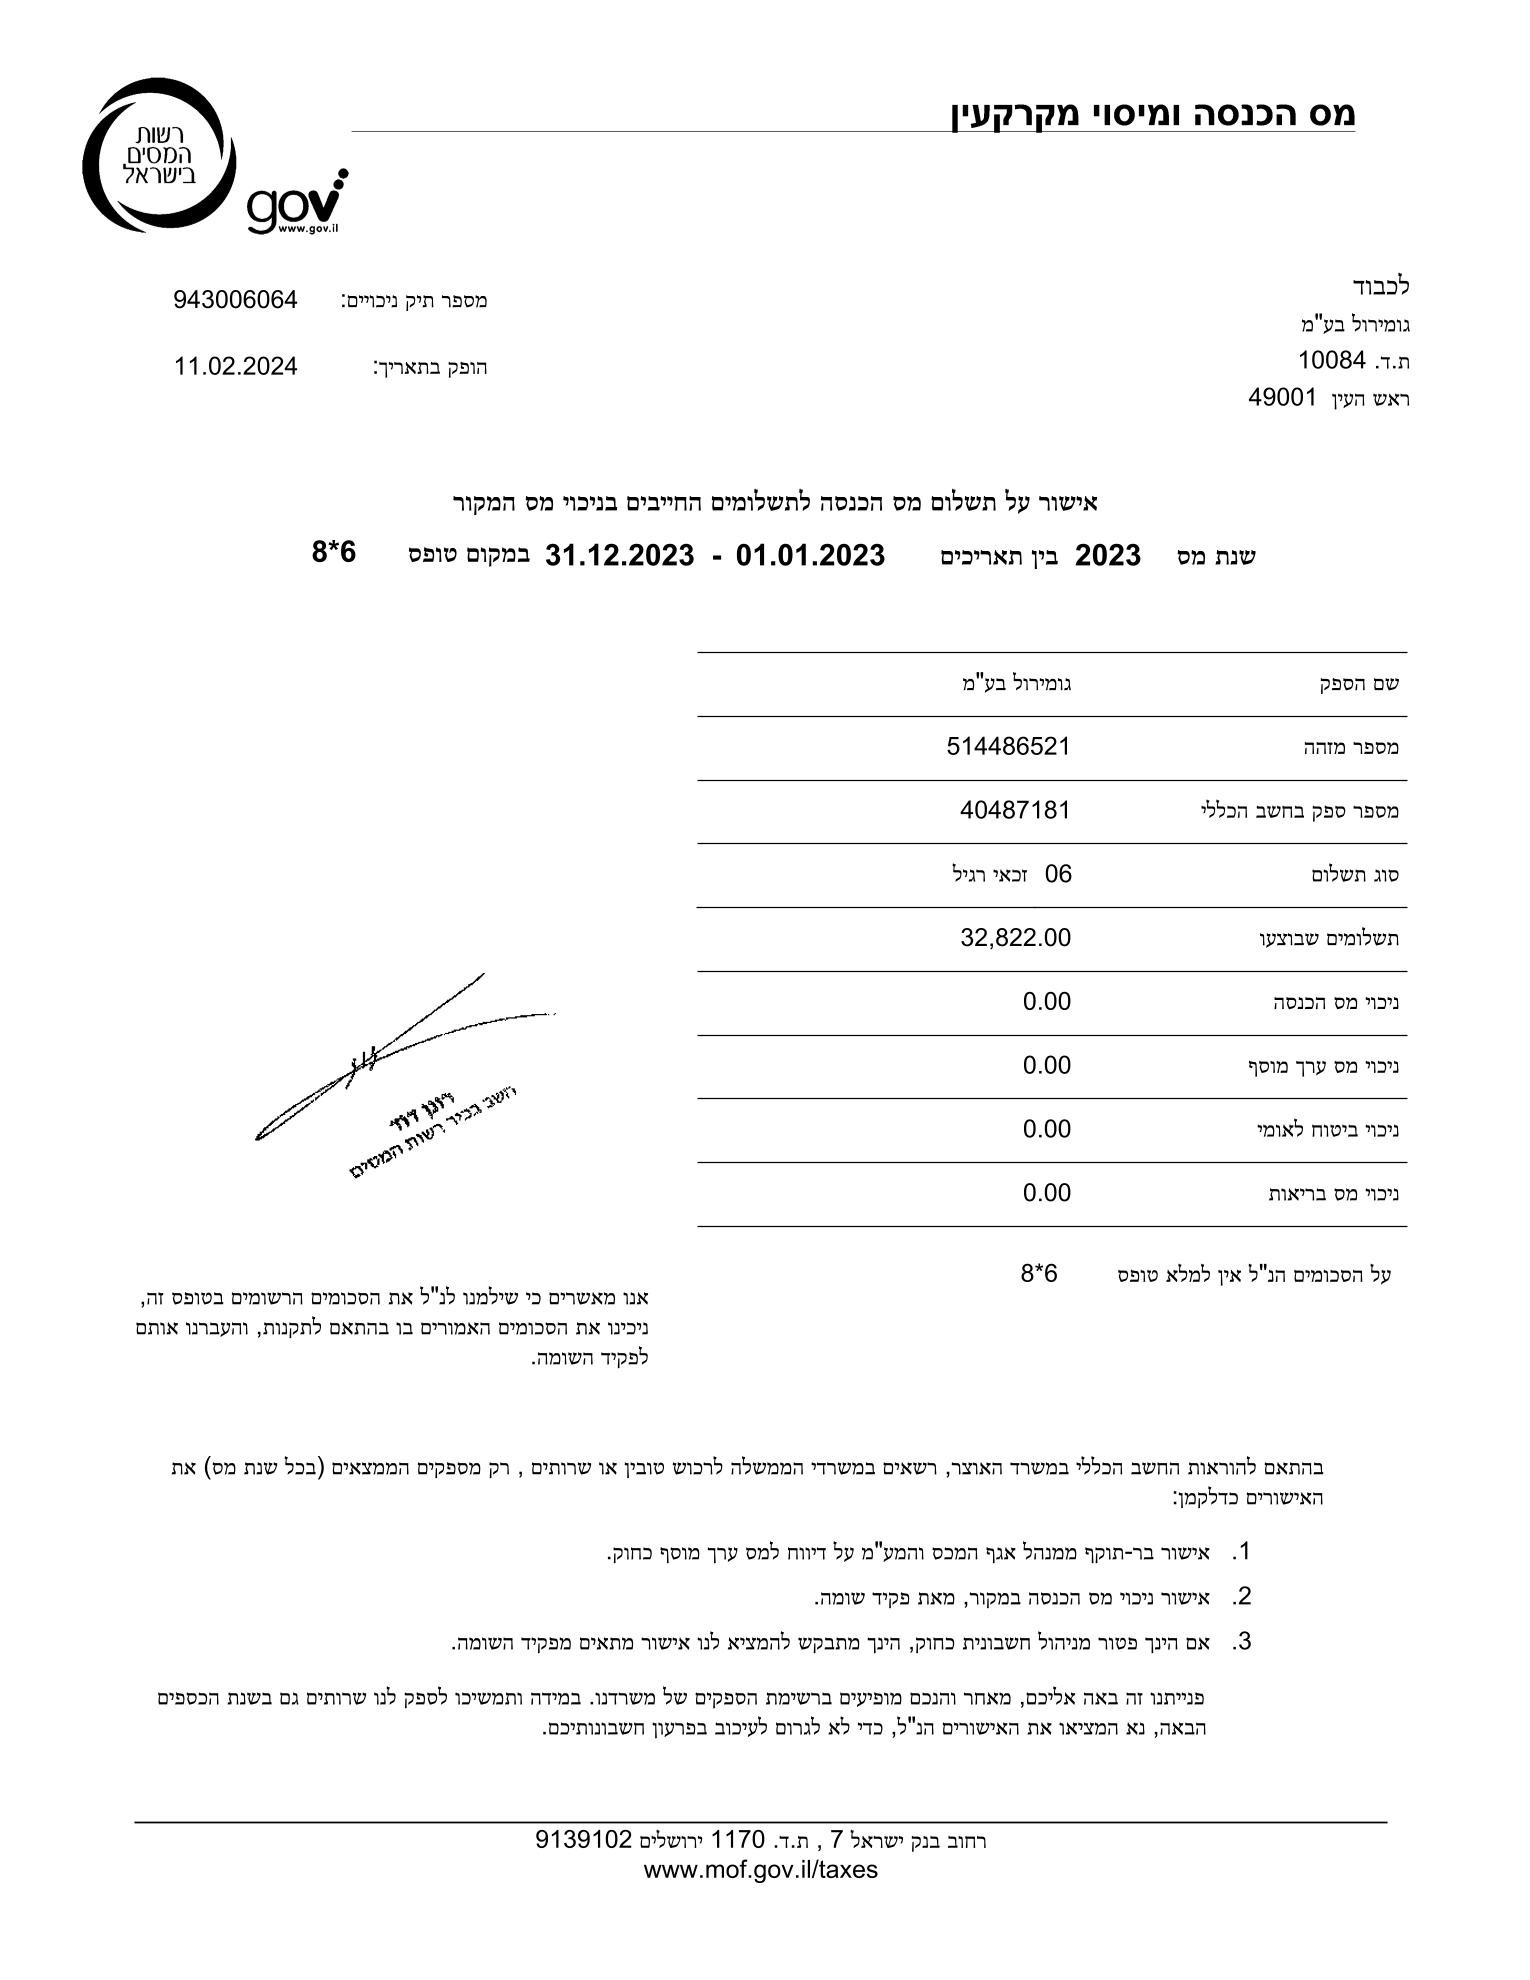 מס הכנסה ומיסוי מקרקעין
רשות
המסים
בישראל
gov
www.gov.il
לכבוד
גומירול בע"מ
ת.ד. 10084
ראש העין 49001
מספר תיק ניכויים: 943006064
הופק בתאריך: 11.02.2024
אישור על תשלום מס הכנסה לתשלומים החייבים בניכוי מס המקור
שנת מס 2023 בין תאריכים 01.01.2023 - 31.12.2023 במקום טופס 8*6
שם הספק גומירול בע"מ
מספר מזהה 514486521
מספר ספק בחשב הכללי 40487181
סוג תשלום 06 זכאי רגיל
תשלומים שבוצעו 32,822.00
ניכוי מס הכנסה 0.00
ניכוי מס ערך מוסף 0.00
ניכוי ביטוח לאומי 0.00
ניכוי מס בריאות 0.00
על הסכומים הנ"ל אין למלא טופס 8*6
רונן דוד
חשב בכיר רשות המסים
אנו מאשרים כי שילמנו לנ"ל את הסכומים הרשומים בטופס זה,
ניכינו את הסכומים האמורים בו בהתאם לתקנות, והעברנו אותם
לפקיד השומה.
בהתאם להוראות החשב הכללי במשרד האוצר, רשאים במשרדי הממשלה לרכוש טובין או שרותים , רק מספקים הממצאים (בכל שנת מס) את
האישורים כדלקמן:
1. אישור בר-תוקף ממנהל אגף המכס והמע"מ על דיווח למס ערך מוסף כחוק.
2. אישור ניכוי מס הכנסה במקור, מאת פקיד שומה.
3. אם הינך פטור מניהול חשבונית כחוק, הינך מתבקש להמציא לנו אישור מתאים מפקיד השומה.
פנייתנו זה באה אליכם, מאחר והנכם מופיעים ברשימת הספקים של משרדנו. במידה ותמשיכו לספק לנו שרותים גם בשנת הכספים
הבאה, נא המציאו את האישורים הנ"ל, כדי לא לגרום לעיכוב בפרעון חשבונותיכם.
רחוב בנק ישראל 7 , ת.ד. 1170 ירושלים 9139102
www.mof.gov.il/taxes